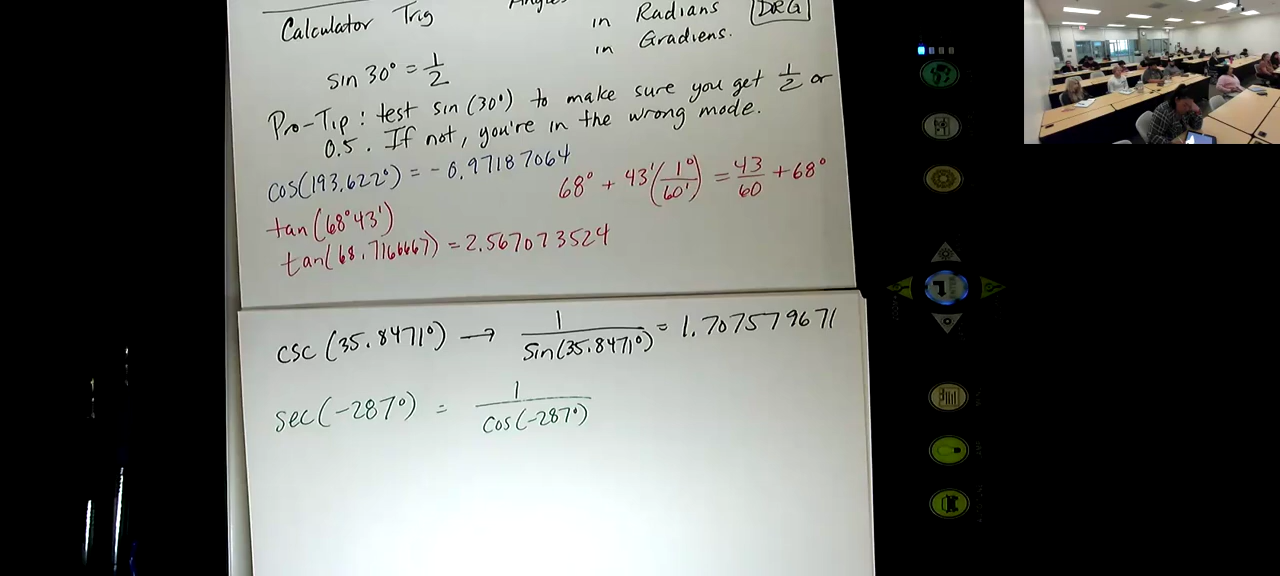 Calculator Trig Angles in Radians DRG
in Gradiens.
sin 30° = 1/2
Pro-Tip: test sin(30°) to make sure you get 1/2 or
0.5. If not, you're in the wrong mode.
cos(193.622°) = -0.97187064
68° + 43'(1°/60') = 43/60 + 68°
tan(68°43')
tan(68.7166667) = 2.567073524
csc(35.8471°) → 1/sin(35.8471°) = 1.707579671
sec(-287°) = 1/cos(-287°)